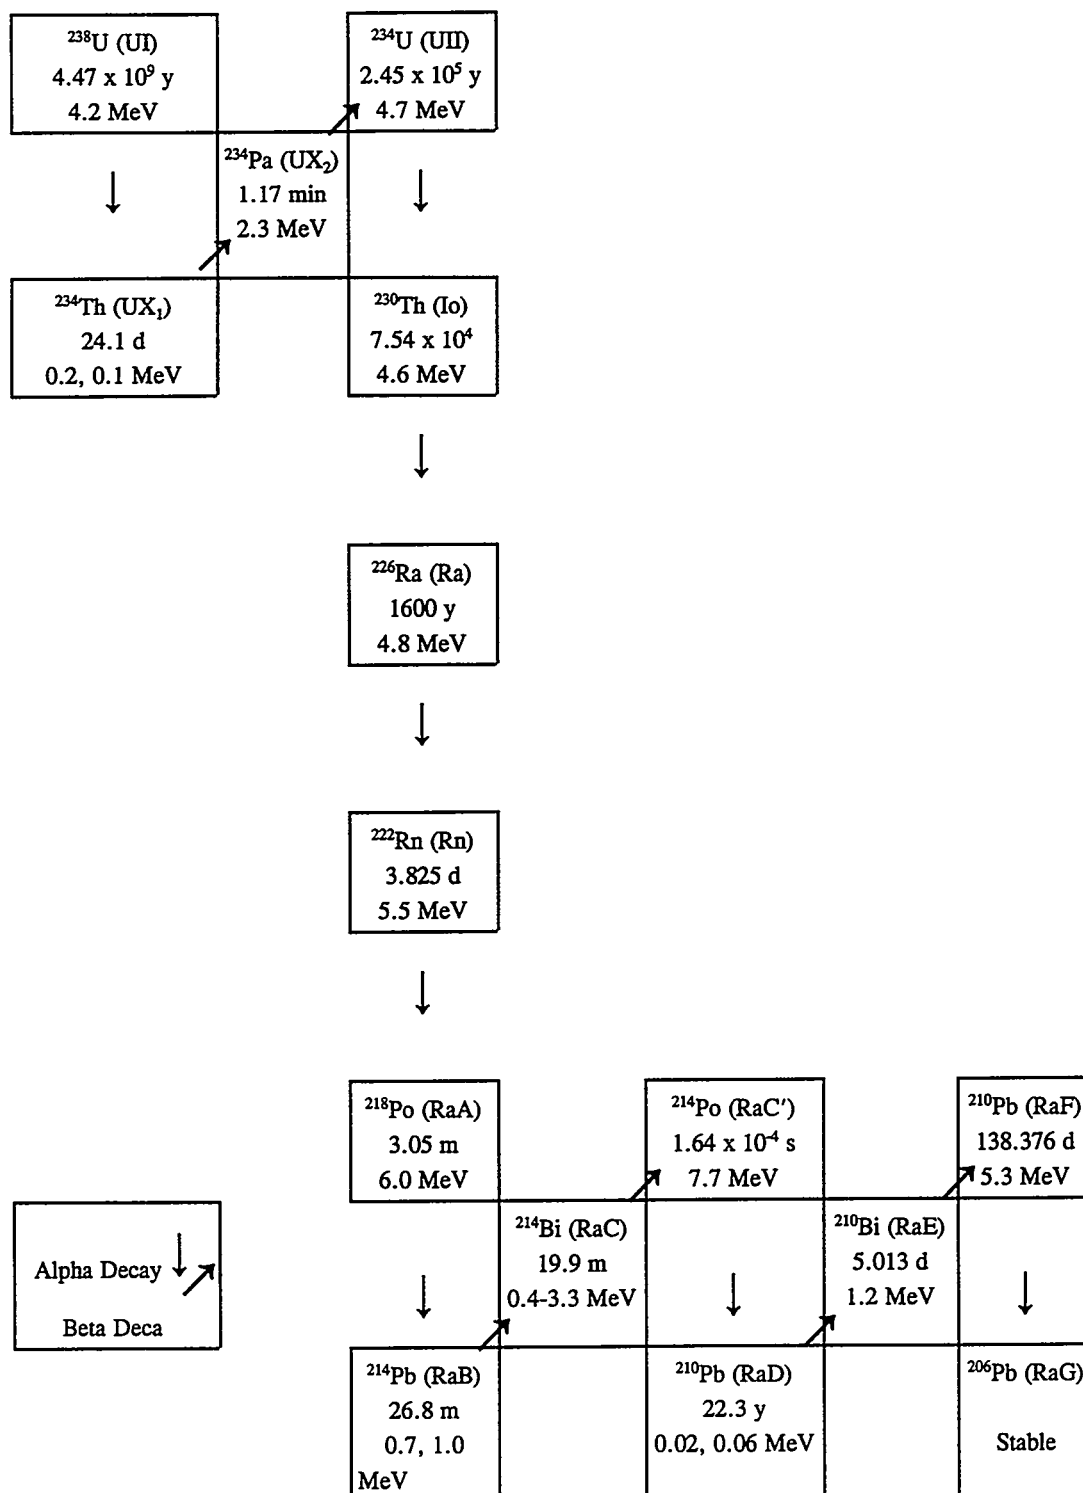 ²³⁸U (UI)
4.47 x 10⁹ y
4.2 MeV
²³⁴U (UII)
2.45 x 10⁵ y
4.7 MeV
²³⁴Pa (UX₂)
1.17 min
2.3 MeV
²³⁴Th (UX₁)
24.1 d
0.2, 0.1 MeV
²³⁰Th (Io)
7.54 x 10⁴
4.6 MeV
²²⁶Ra (Ra)
1600 y
4.8 MeV
²²²Rn (Rn)
3.825 d
5.5 MeV
²¹⁸Po (RaA)
3.05 m
6.0 MeV
²¹⁴Po (RaC′)
1.64 x 10⁻⁴ s
7.7 MeV
²¹⁰Pb (RaF)
138.376 d
5.3 MeV
²¹⁴Bi (RaC)
19.9 m
0.4-3.3 MeV
²¹⁰Bi (RaE)
5.013 d
1.2 MeV
Alpha Decay
Beta Deca
²¹⁴Pb (RaB)
26.8 m
0.7, 1.0
MeV
²¹⁰Pb (RaD)
22.3 y
0.02, 0.06 MeV
²⁰⁶Pb (RaG)
Stable